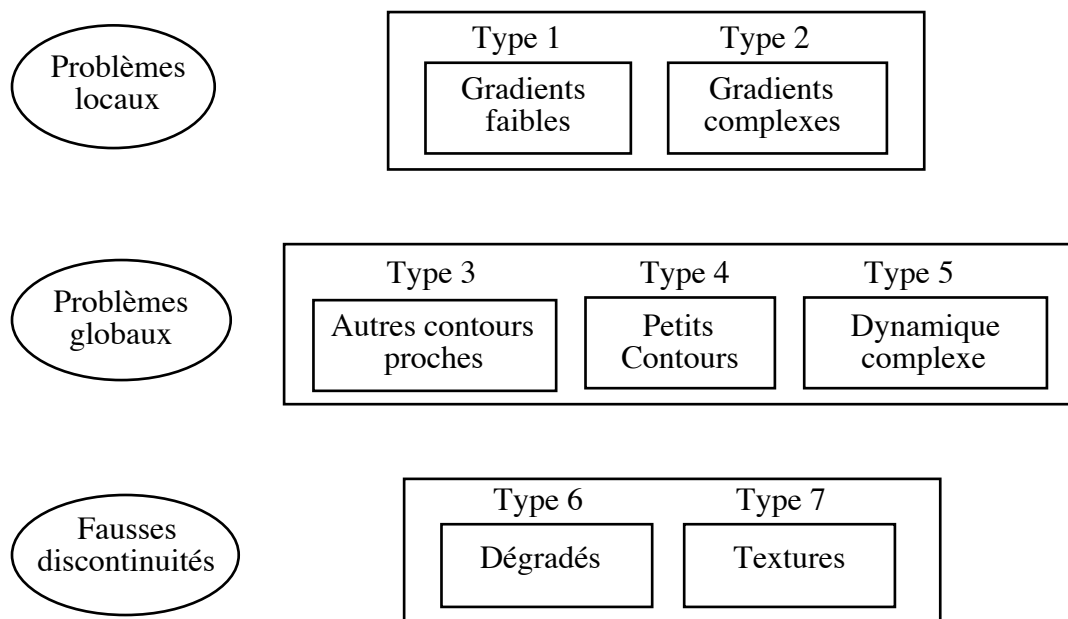 Type 1 Type 2
Problèmes
locaux
Gradients
faibles
Gradients
complexes
Type 3 Type 4 Type 5
Problèmes
globaux
Autres contours
proches
Petits
Contours
Dynamique
complexe
Type 6 Type 7
Fausses
discontinuités
Dégradés
Textures